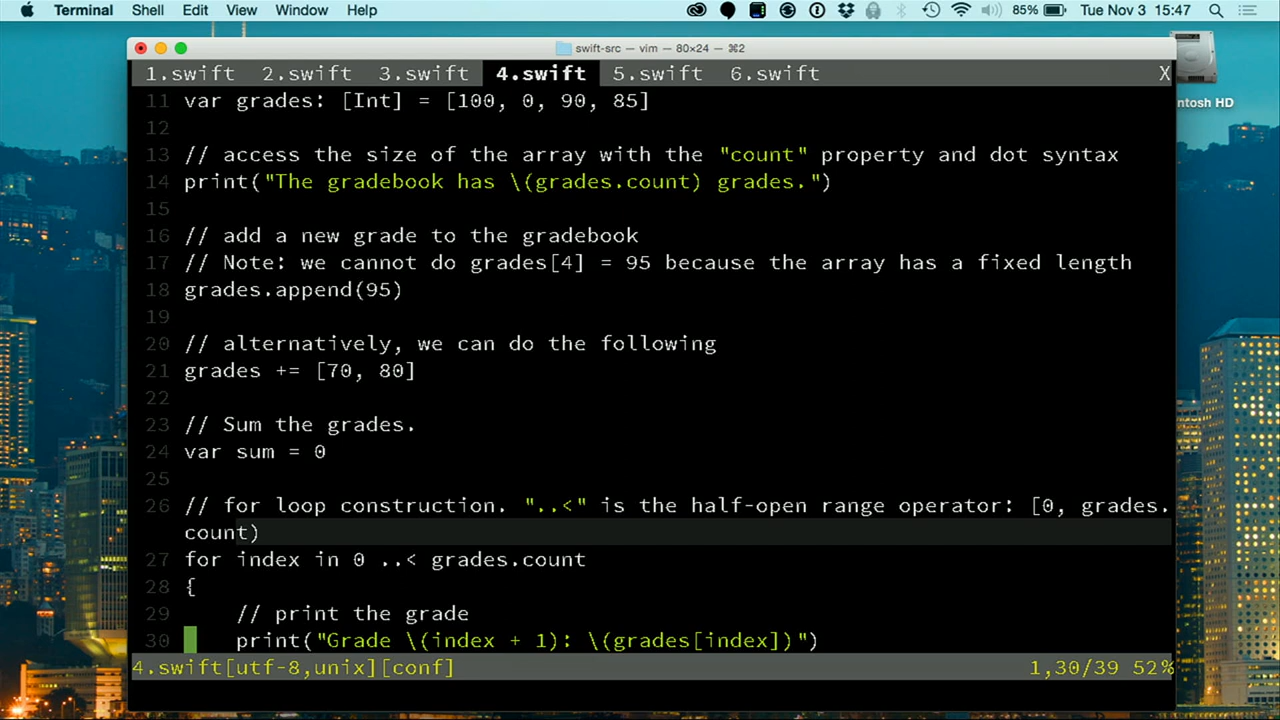 Terminal Shell Edit View Window Help 85% Tue Nov 3 15:47
swift-src — vim — 80×24 — ⌘2
1.swift 2.swift 3.swift 4.swift 5.swift 6.swift X
ntosh HD
11 var grades: [Int] = [100, 0, 90, 85]
12
13 // access the size of the array with the "count" property and dot syntax
14 print("The gradebook has \(grades.count) grades.")
15
16 // add a new grade to the gradebook
17 // Note: we cannot do grades[4] = 95 because the array has a fixed length
18 grades.append(95)
19
20 // alternatively, we can do the following
21 grades += [70, 80]
22
23 // Sum the grades.
24 var sum = 0
25
26 // for loop construction. "..<" is the half-open range operator: [0, grades.
count)
27 for index in 0 ..< grades.count
28 {
29 // print the grade
30 print("Grade \(index + 1): \(grades[index])")
4.swift[utf-8,unix][conf] 1,30/39 52%